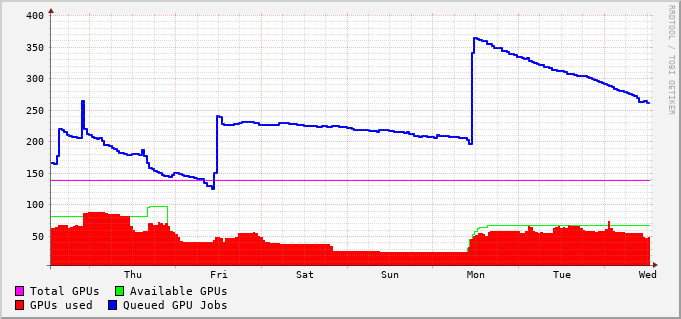 400
350
300
250
200
150
100
50
Thu Fri Sat Sun Mon Tue Wed
Total GPUs Available GPUs
GPUs used Queued GPU Jobs
RRDTOOL / TOBI OETIKER